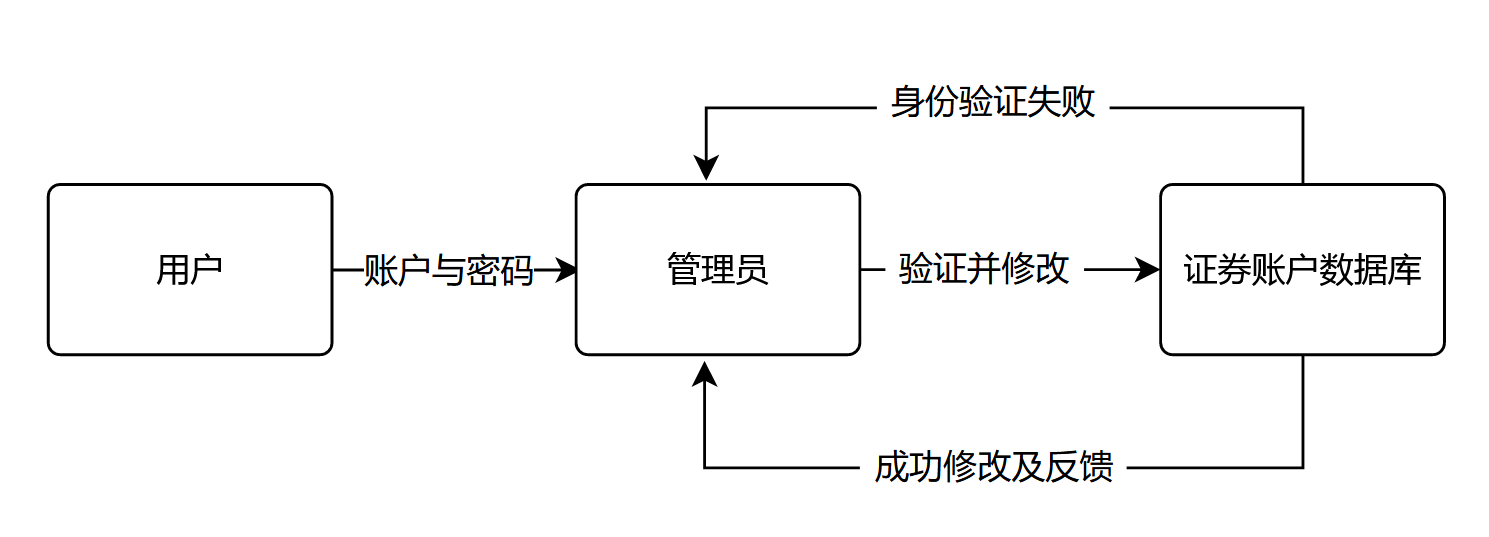 身份验证失败
用户
账户与密码
管理员
验证并修改
证券账户数据库
成功修改及反馈